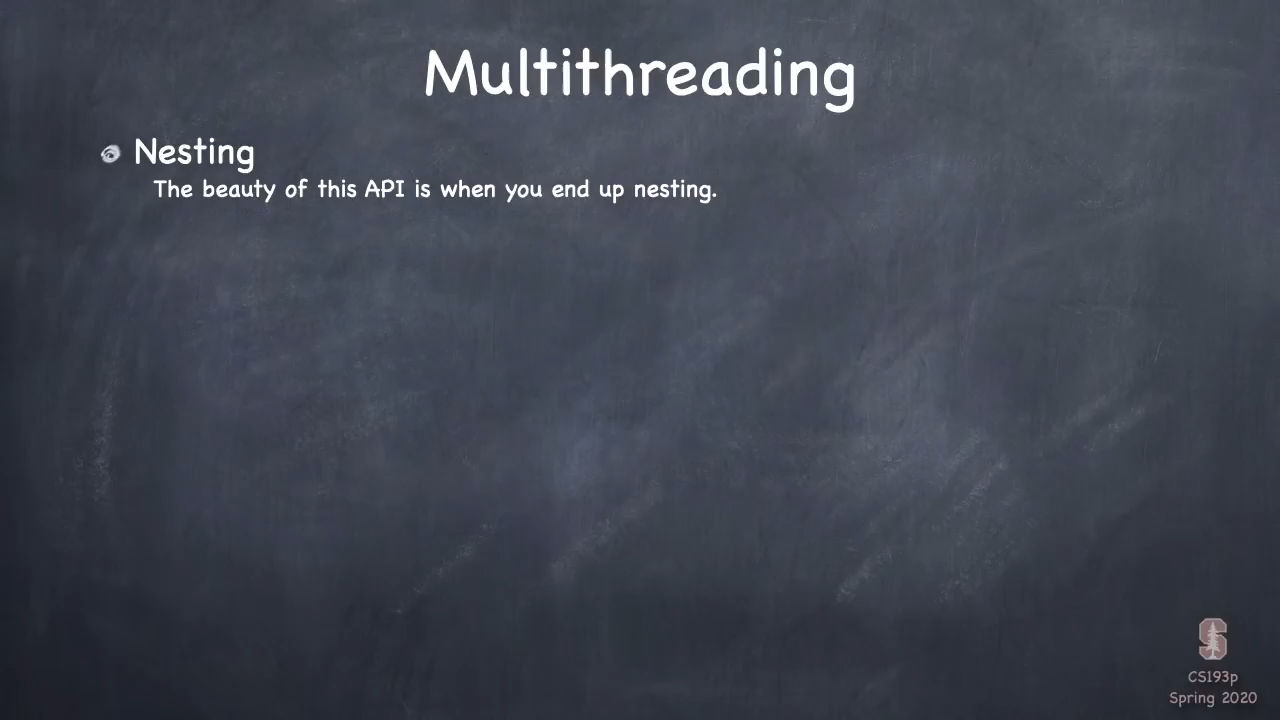 Multithreading
Nesting
The beauty of this API is when you end up nesting.
CS193p
Spring 2020